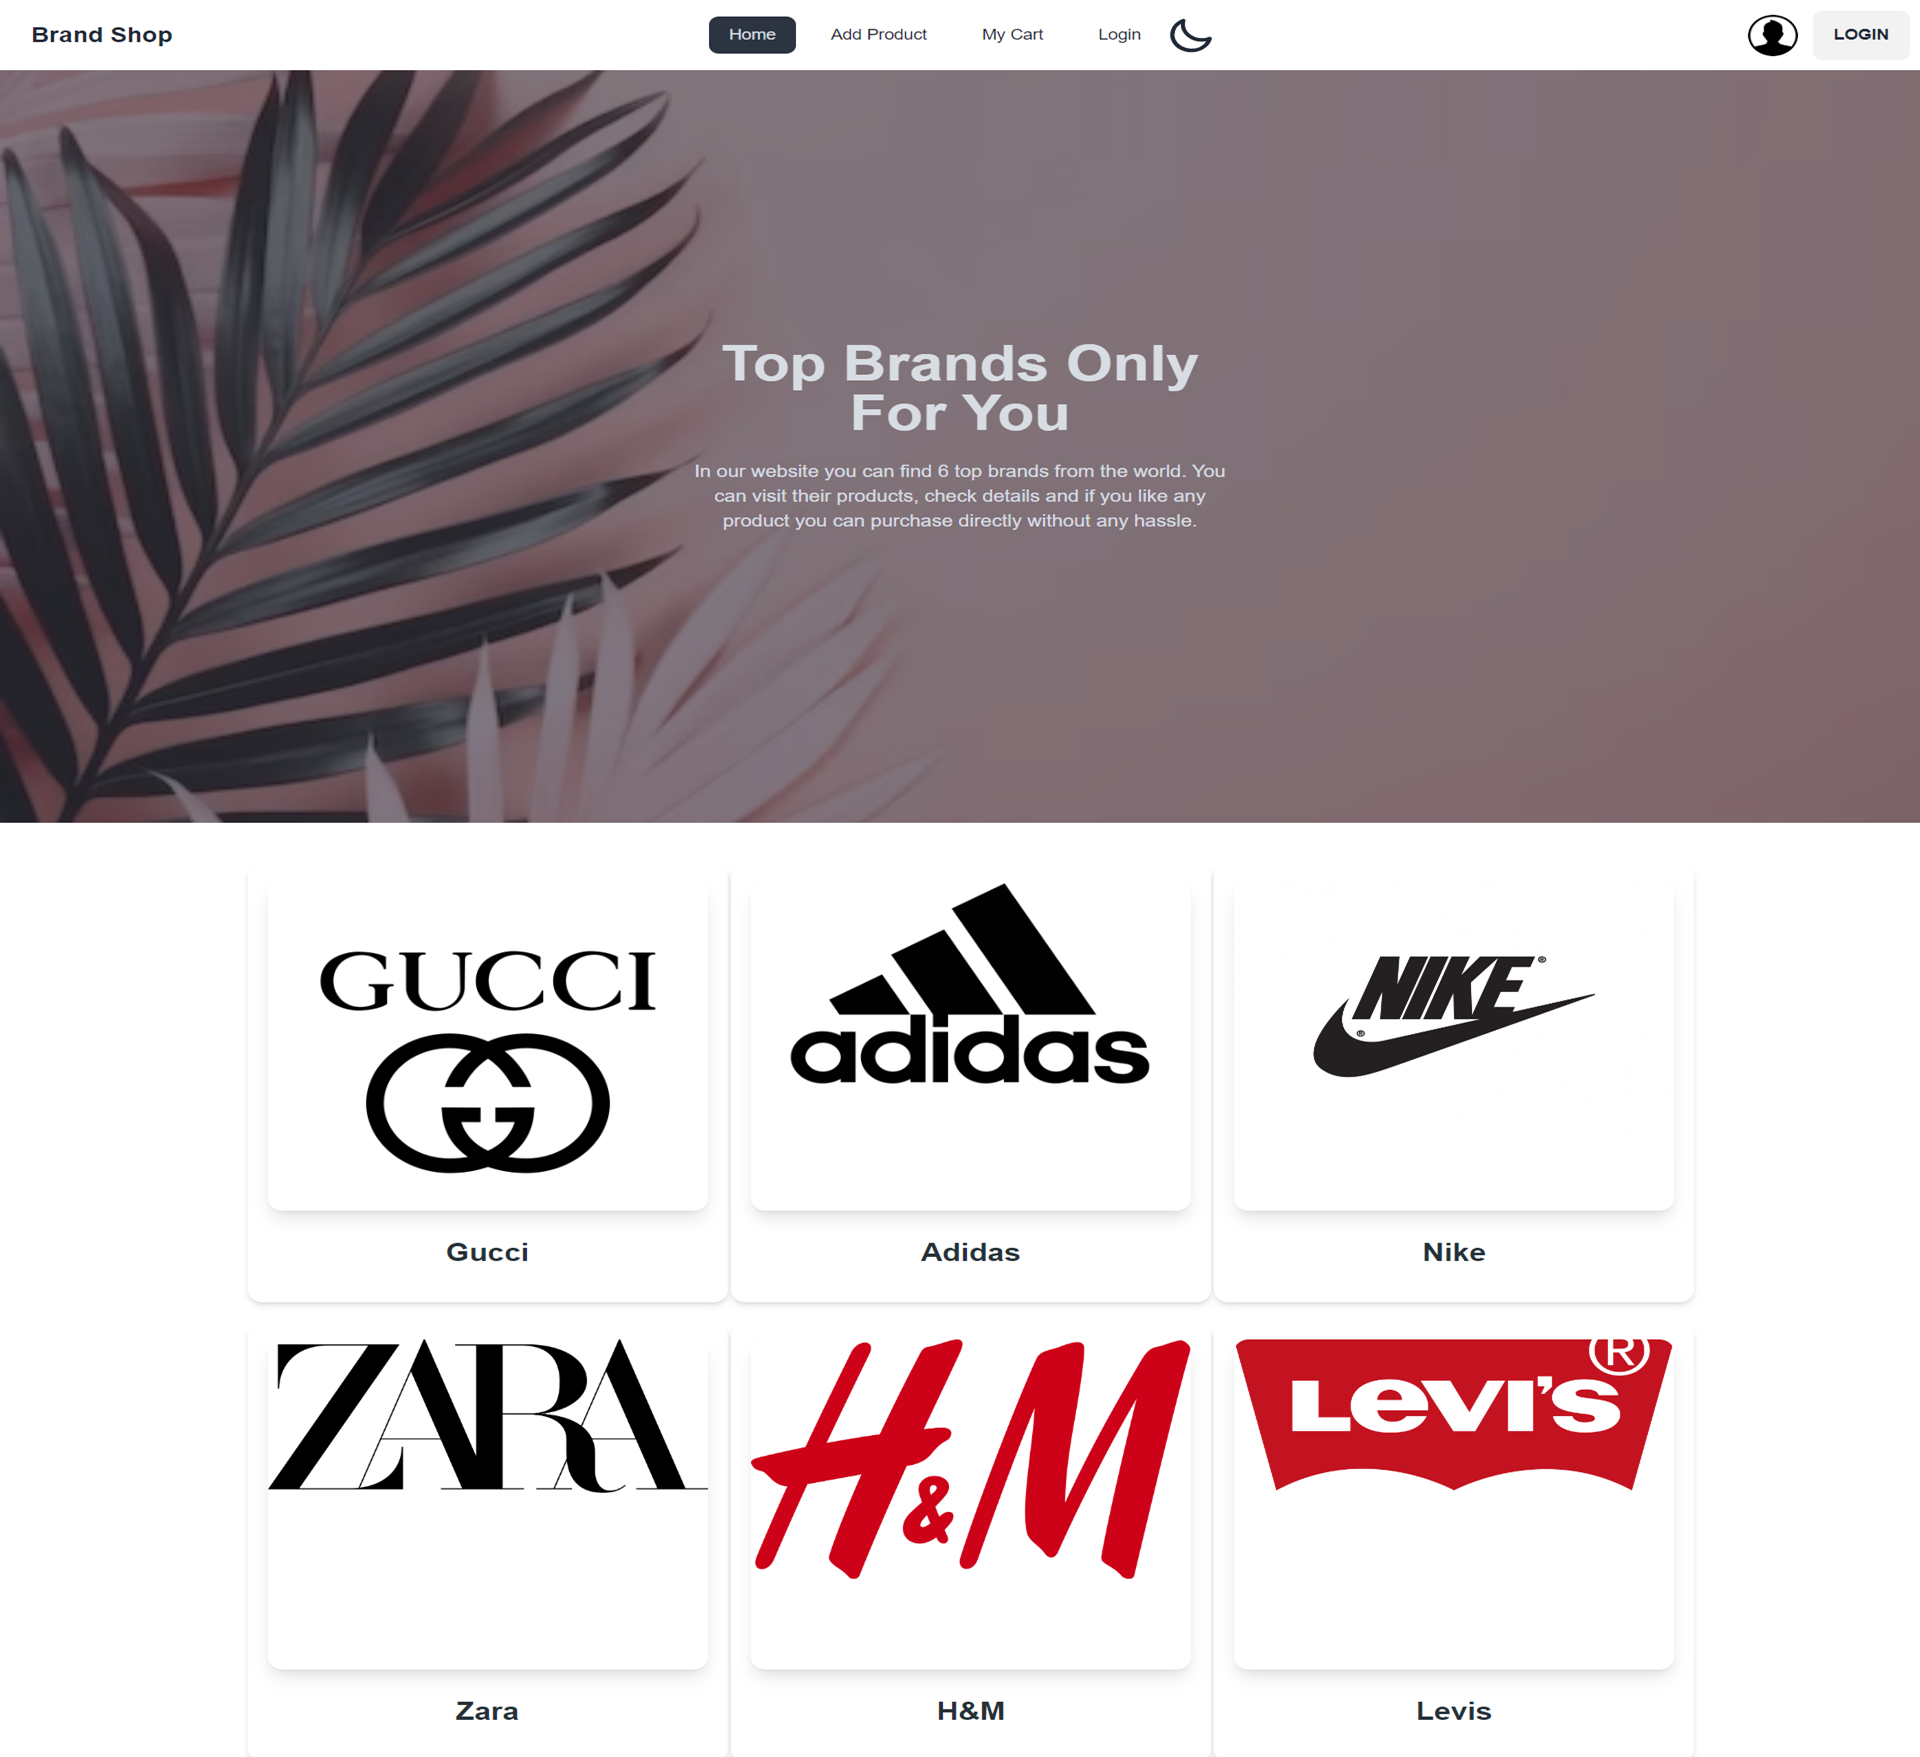 Brand Shop
Home
Add Product
My Cart
Login
LOGIN
Top Brands Only
For You
In our website you can find 6 top brands from the world. You
can visit their products, check details and if you like any
product you can purchase directly without any hassle.
GUCCI
adidas
NIKE ®
®
Gucci
Adidas
Nike
ZARA
H&M
LEVI'S ®
Zara
H&M
Levis